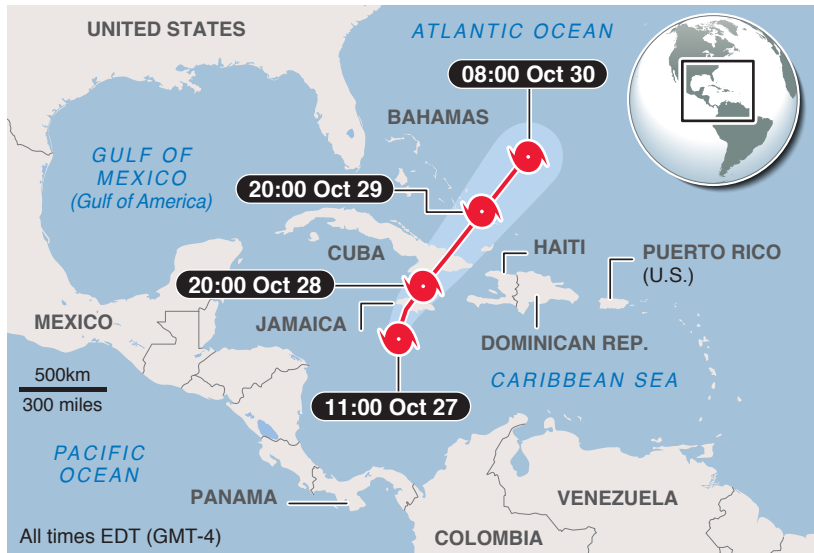 UNITED STATES
ATLANTIC OCEAN
08:00 Oct 30
BAHAMAS
GULF OF
MEXICO
(Gulf of America)
20:00 Oct 29
CUBA
HAITI
PUERTO RICO
(U.S.)
20:00 Oct 28
MEXICO
JAMAICA
DOMINICAN REP.
500km
300 miles
CARIBBEAN SEA
11:00 Oct 27
PACIFIC
OCEAN
PANAMA
VENEZUELA
All times EDT (GMT-4)
COLOMBIA